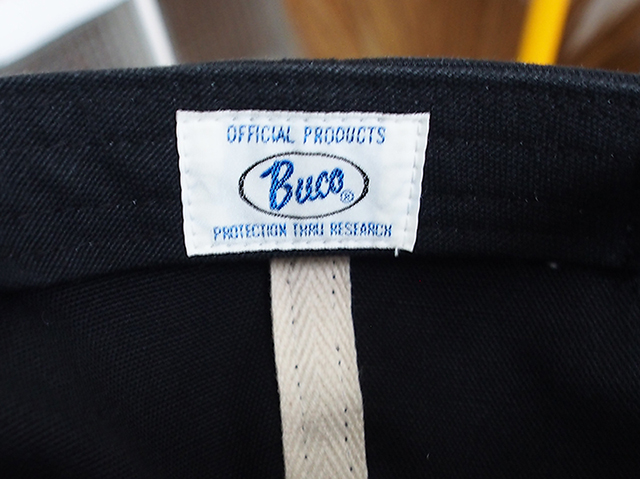 OFFICIAL PRODUCTS
Buco®
PROTECTION THRU RESEARCH